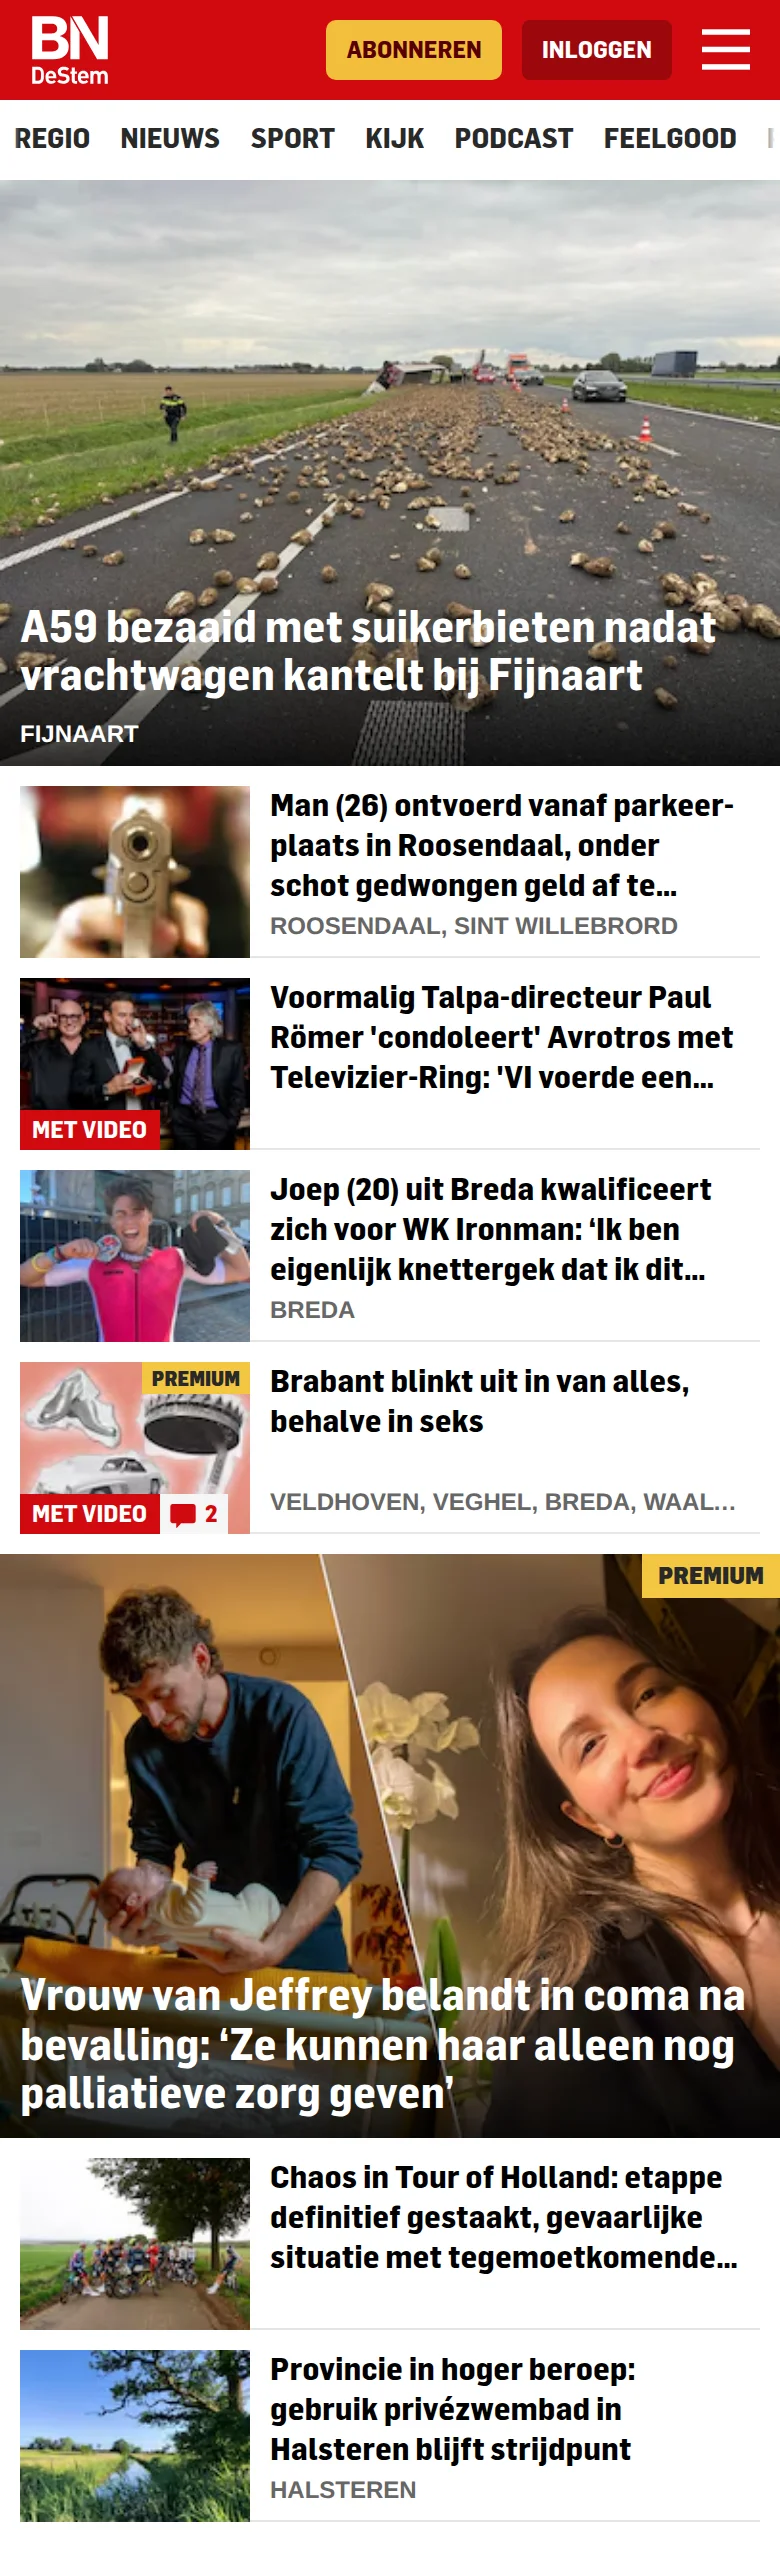 BN
DeStem
ABONNEREN
INLOGGEN
REGIO NIEUWS SPORT KIJK PODCAST FEELGOOD
A59 bezaaid met suikerbieten nadat
vrachtwagen kantelt bij Fijnaart
FIJNAART
Man (26) ontvoerd vanaf parkeer-
plaats in Roosendaal, onder
schot gedwongen geld af te...
ROOSENDAAL, SINT WILLEBRORD
Voormalig Talpa-directeur Paul
Römer 'condoleert' Avrotros met
Televizier-Ring: 'VI voerde een...
MET VIDEO
Joep (20) uit Breda kwalificeert
zich voor WK Ironman: ‘Ik ben
eigenlijk knettergek dat ik dit...
BREDA
PREMIUM
Brabant blinkt uit in van alles,
behalve in seks
VELDHOVEN, VEGHEL, BREDA, WAAL...
MET VIDEO
2
PREMIUM
Vrouw van Jeffrey belandt in coma na
bevalling: ‘Ze kunnen haar alleen nog
palliatieve zorg geven’
Chaos in Tour of Holland: etappe
definitief gestaakt, gevaarlijke
situatie met tegemoetkomende...
Provincie in hoger beroep:
gebruik privézwembad in
Halsteren blijft strijdpunt
HALSTEREN